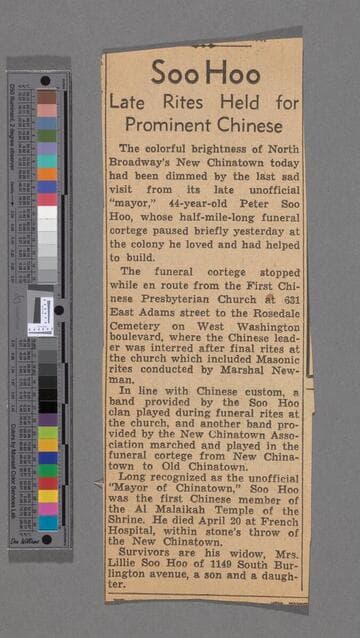 Soo Hoo
Late Rites Held for
Prominent Chinese
The colorful brightness of North
Broadway's New Chinatown today
had been dimmed by the last sad
visit from its late unofficial
"mayor," 44-year-old Peter Soo
Hoo, whose half-mile-long funeral
cortege paused briefly yesterday at
the colony he loved and had helped
to build.
The funeral cortege stopped
while en route from the First Chi-
nese Presbyterian Church at 631
East Adams street to the Rosedale
Cemetery on West Washington
boulevard, where the Chinese lead-
er was interred after final rites at
the church which included Masonic
rites conducted by Marshal New-
man.
In line with Chinese custom, a
band provided by the Soo Hoo
clan played during funeral rites at
the church, and another band pro-
vided by the New Chinatown Asso-
ciation marched and played in the
funeral cortege from New China-
town to Old Chinatown.
Long recognized as the unofficial
"Mayor of Chinatown," Soo Hoo
was the first Chinese member of
the Al Malaikah Temple of the
Shrine. He died April 20 at French
Hospital, within stone's throw of
the New Chinatown.
Survivors are his widow, Mrs.
Lillie Soo Hoo of 1149 South Bur-
lington avenue, a son and a daugh-
ter.